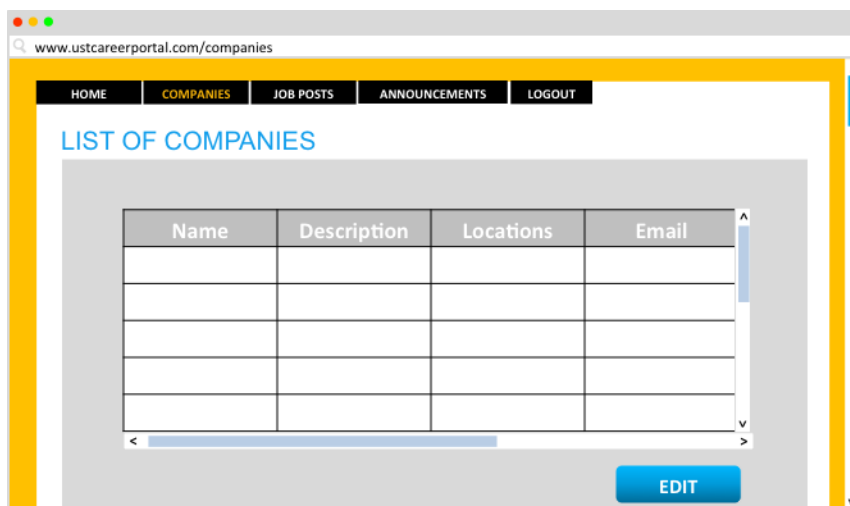 www.ustcareerportal.com/companies
HOME COMPANIES JOB POSTS ANNOUNCEMENTS LOGOUT
LIST OF COMPANIES
Name Description Locations Email
EDIT